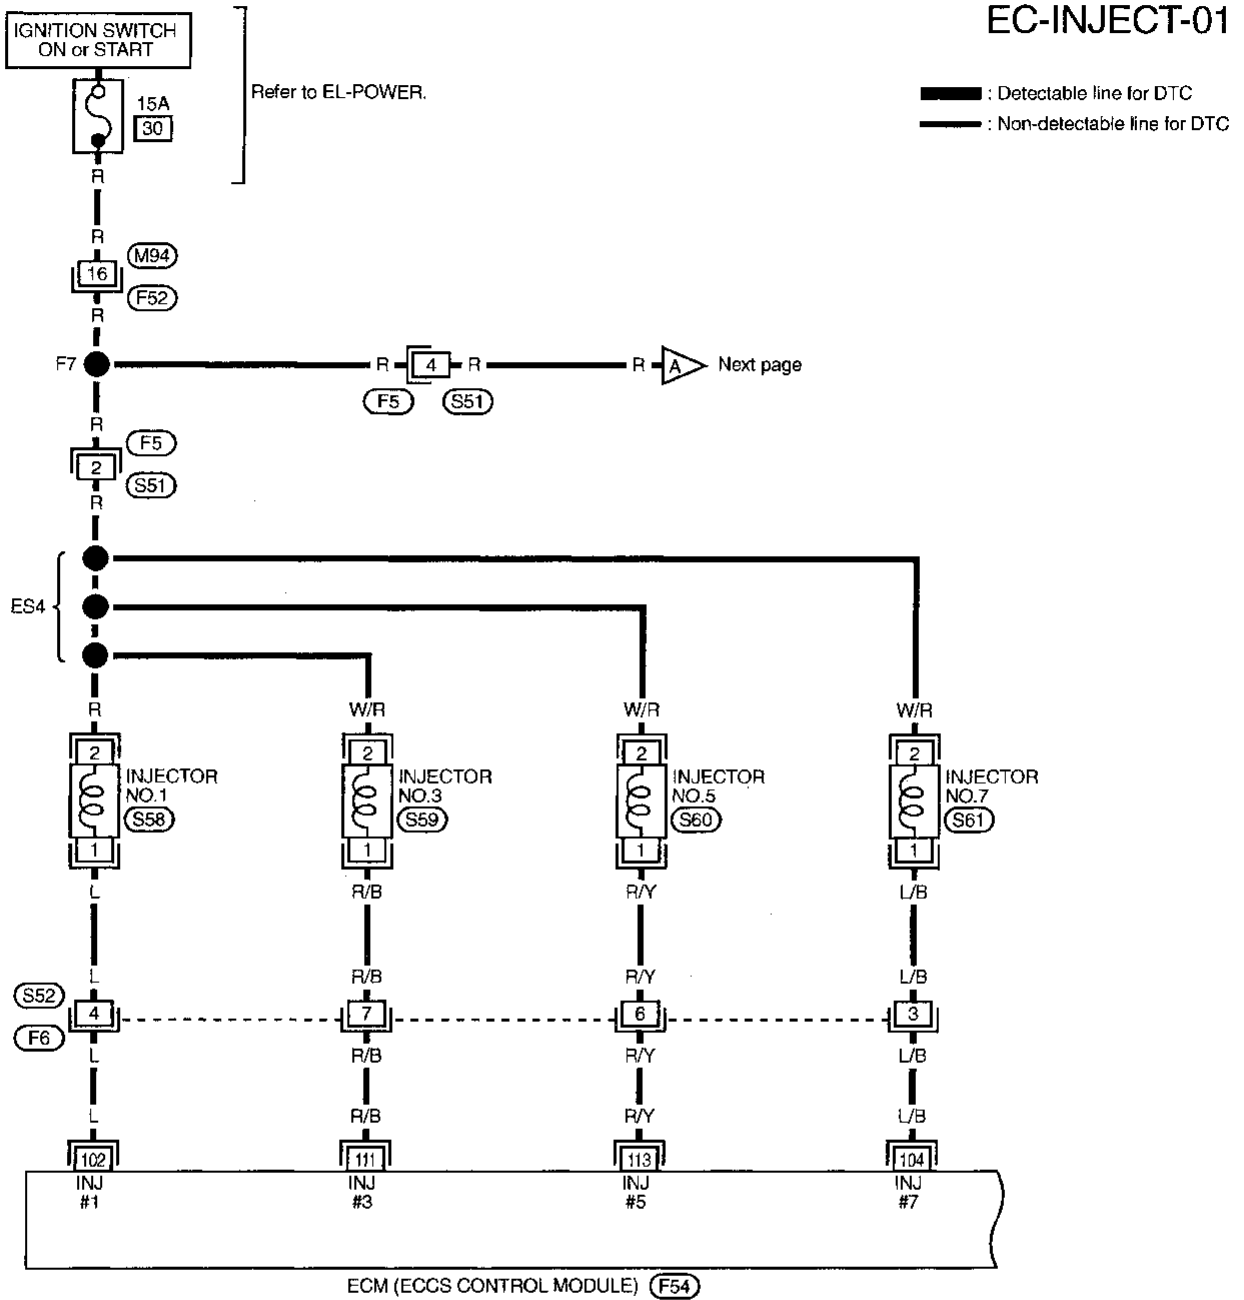 EC-INJECT-01
IGNITION SWITCH
ON or START
Refer to EL-POWER.
: Detectable line for DTC
: Non-detectable line for DTC
15A
30
R
R
M94
16
F52
R
F7
R
4
R
R
A
Next page
F5
S51
R
F5
2
S51
R
ES4
R
W/R
W/R
W/R
2
2
2
2
INJECTOR
NO.1
S58
INJECTOR
NO.3
S59
INJECTOR
NO.5
S60
INJECTOR
NO.7
S61
1
1
1
1
L
R/B
R/Y
L/B
L
R/B
R/Y
L/B
S52
4
7
6
3
F6
L
R/B
R/Y
L/B
L
R/B
R/Y
L/B
102
111
113
104
INJ
#1
INJ
#3
INJ
#5
INJ
#7
ECM (ECCS CONTROL MODULE)
F54